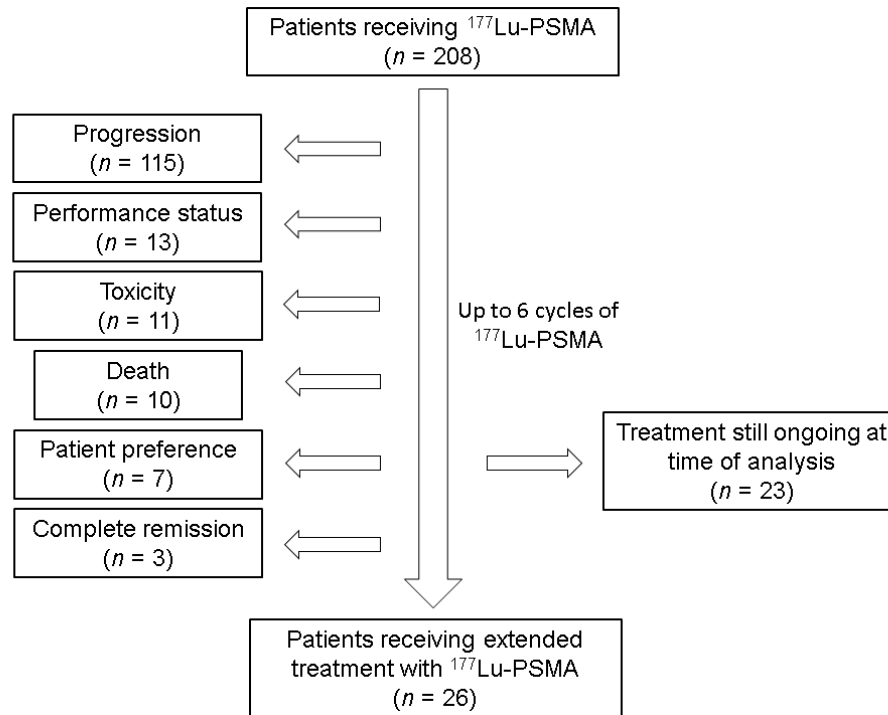 Patients receiving ¹⁷⁷Lu-PSMA
(n = 208)
Progression
(n = 115)
Performance status
(n = 13)
Toxicity
(n = 11)
Death
(n = 10)
Patient preference
(n = 7)
Complete remission
(n = 3)
Up to 6 cycles of
¹⁷⁷Lu-PSMA
Treatment still ongoing at
time of analysis
(n = 23)
Patients receiving extended
treatment with ¹⁷⁷Lu-PSMA
(n = 26)